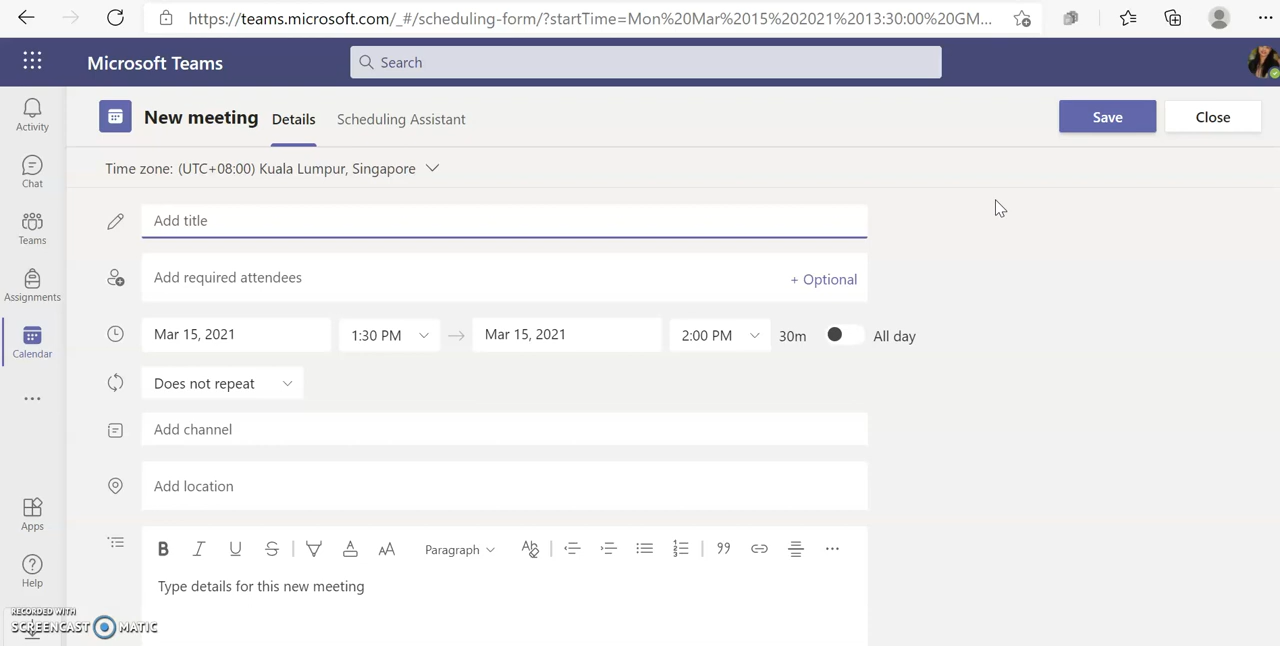 https://teams.microsoft.com/_#/scheduling-form/?startTime=Mon%20Mar%2015%202021%2013:30:00%20GM...
Microsoft Teams
Search
Activity
Chat
Teams
Assignments
Calendar
Apps
Help
New meeting
Details
Scheduling Assistant
Save
Close
Time zone: (UTC+08:00) Kuala Lumpur, Singapore
Add title
Add required attendees
+ Optional
Mar 15, 2021
1:30 PM
Mar 15, 2021
2:00 PM
30m
All day
Does not repeat
Add channel
Add location
B I U S
Paragraph
Type details for this new meeting
RECORDED WITH
SCREENCAST MATIC